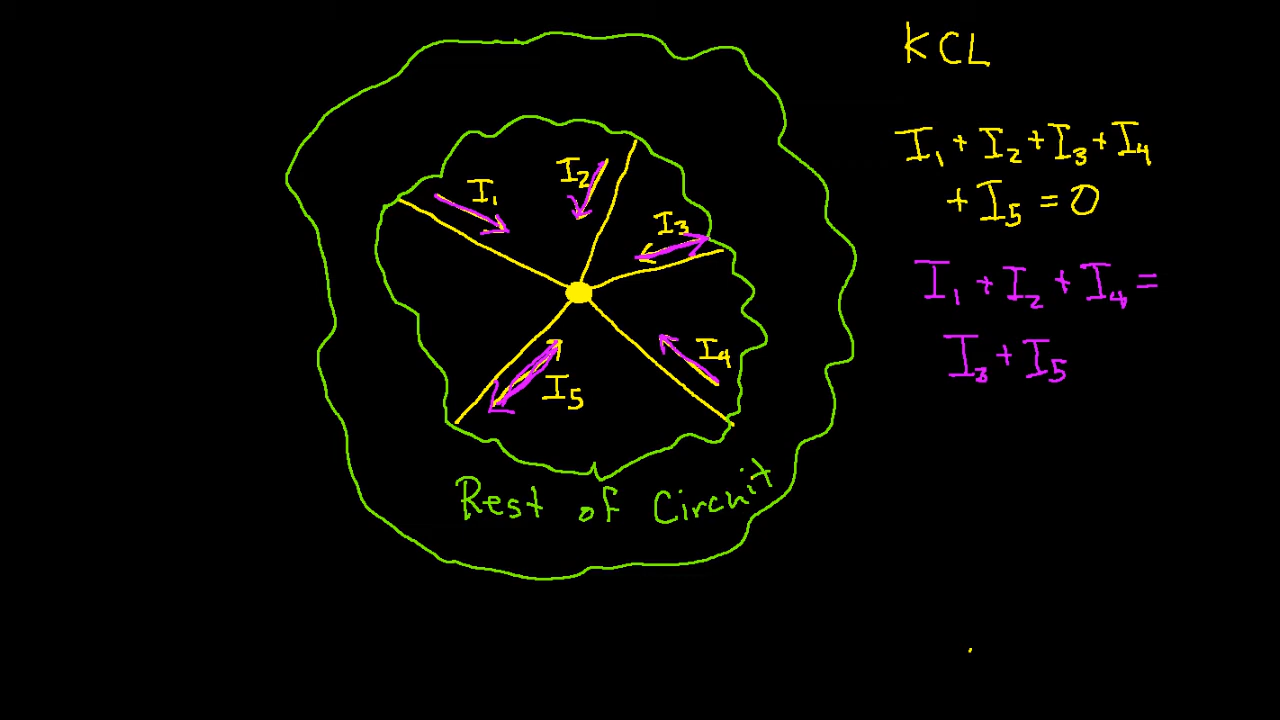 KCL
I₁ + I₂ + I₃ + I₄
+ I₅ = 0
I₁ + I₂ + I₄ =
I₃ + I₅
I₂
I₁
I₃
I₄
I₅
Rest of Circuit